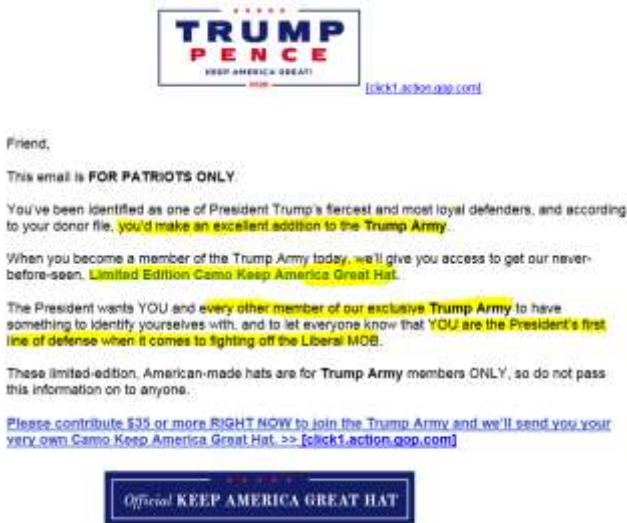 TRUMP
PENCE
KEEP AMERICA GREAT!
2020
[click1.action.gop.com]
Friend,
This email is FOR PATRIOTS ONLY.
You've been identified as one of President Trump's fiercest and most loyal defenders, and according
to your donor file, you'd make an excellent addition to the Trump Army.
When you become a member of the Trump Army today, we'll give you access to get our never-
before-seen, Limited Edition Camo Keep America Great Hat.
The President wants YOU and every other member of our exclusive Trump Army to have
something to identify yourselves with, and to let everyone know that YOU are the President's first
line of defense when it comes to fighting off the Liberal MOB.
These limited-edition, American-made hats are for Trump Army members ONLY, so do not pass
this information on to anyone.
Please contribute $35 or more RIGHT NOW to join the Trump Army and we'll send you your
very own Camo Keep America Great Hat. >> [click1.action.gop.com]
Official KEEP AMERICA GREAT HAT